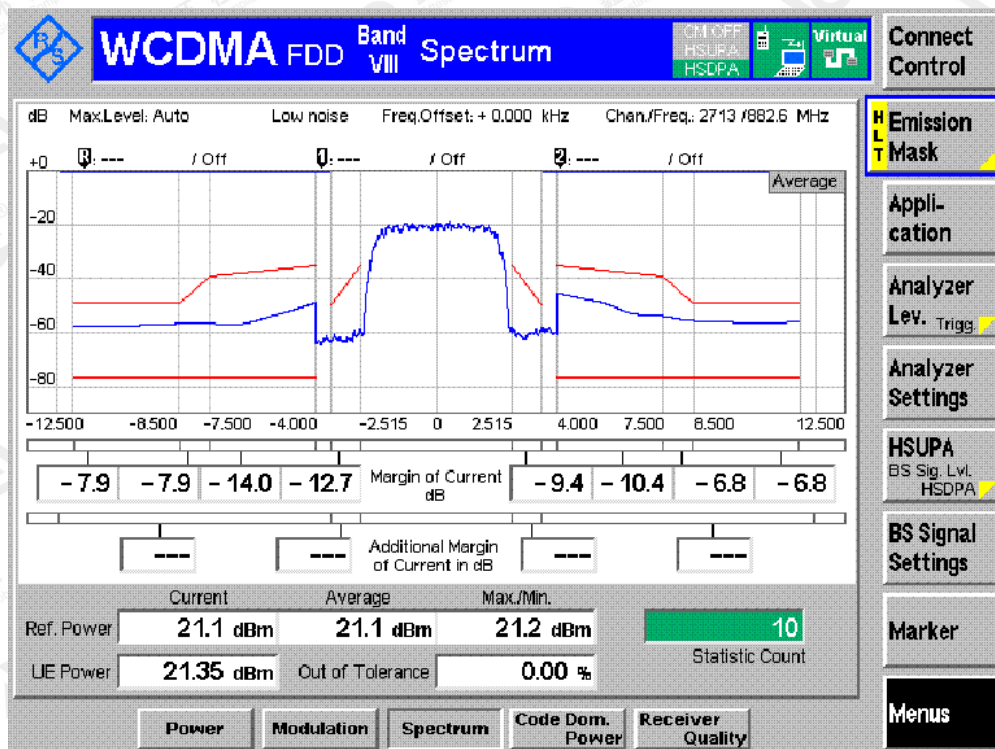 R&S WCDMA FDD Band VIII Spectrum
CM:OFF
HSUPA
HSDPA
Virtual
Connect Control
dB Max.Level: Auto Low noise Freq.Offset: + 0.000 kHz Chan./Freq.: 2713 /882.6 MHz
HLT Emission Mask
+0 R: --- / Off 1: --- / Off 2: --- / Off
Average
Appli-
cation
-20
-40
-60
-80
Analyzer
Lev. Trigg.
Analyzer
Settings
-12.500 -8.500 -7.500 -4.000 -2.515 0 2.515 4.000 7.500 8.500 12.500
HSUPA
BS Sig. Lvl.
HSDPA
-7.9 -7.9 -14.0 -12.7 Margin of Current dB -9.4 -10.4 -6.8 -6.8
BS Signal
Settings
--- --- Additional Margin of Current in dB --- ---
Current Average Max./Min.
Ref. Power 21.1 dBm 21.1 dBm 21.2 dBm 10
Statistic Count
UE Power 21.35 dBm Out of Tolerance 0.00 %
Marker
Menus
Power Modulation Spectrum Code Dom. Power Receiver Quality